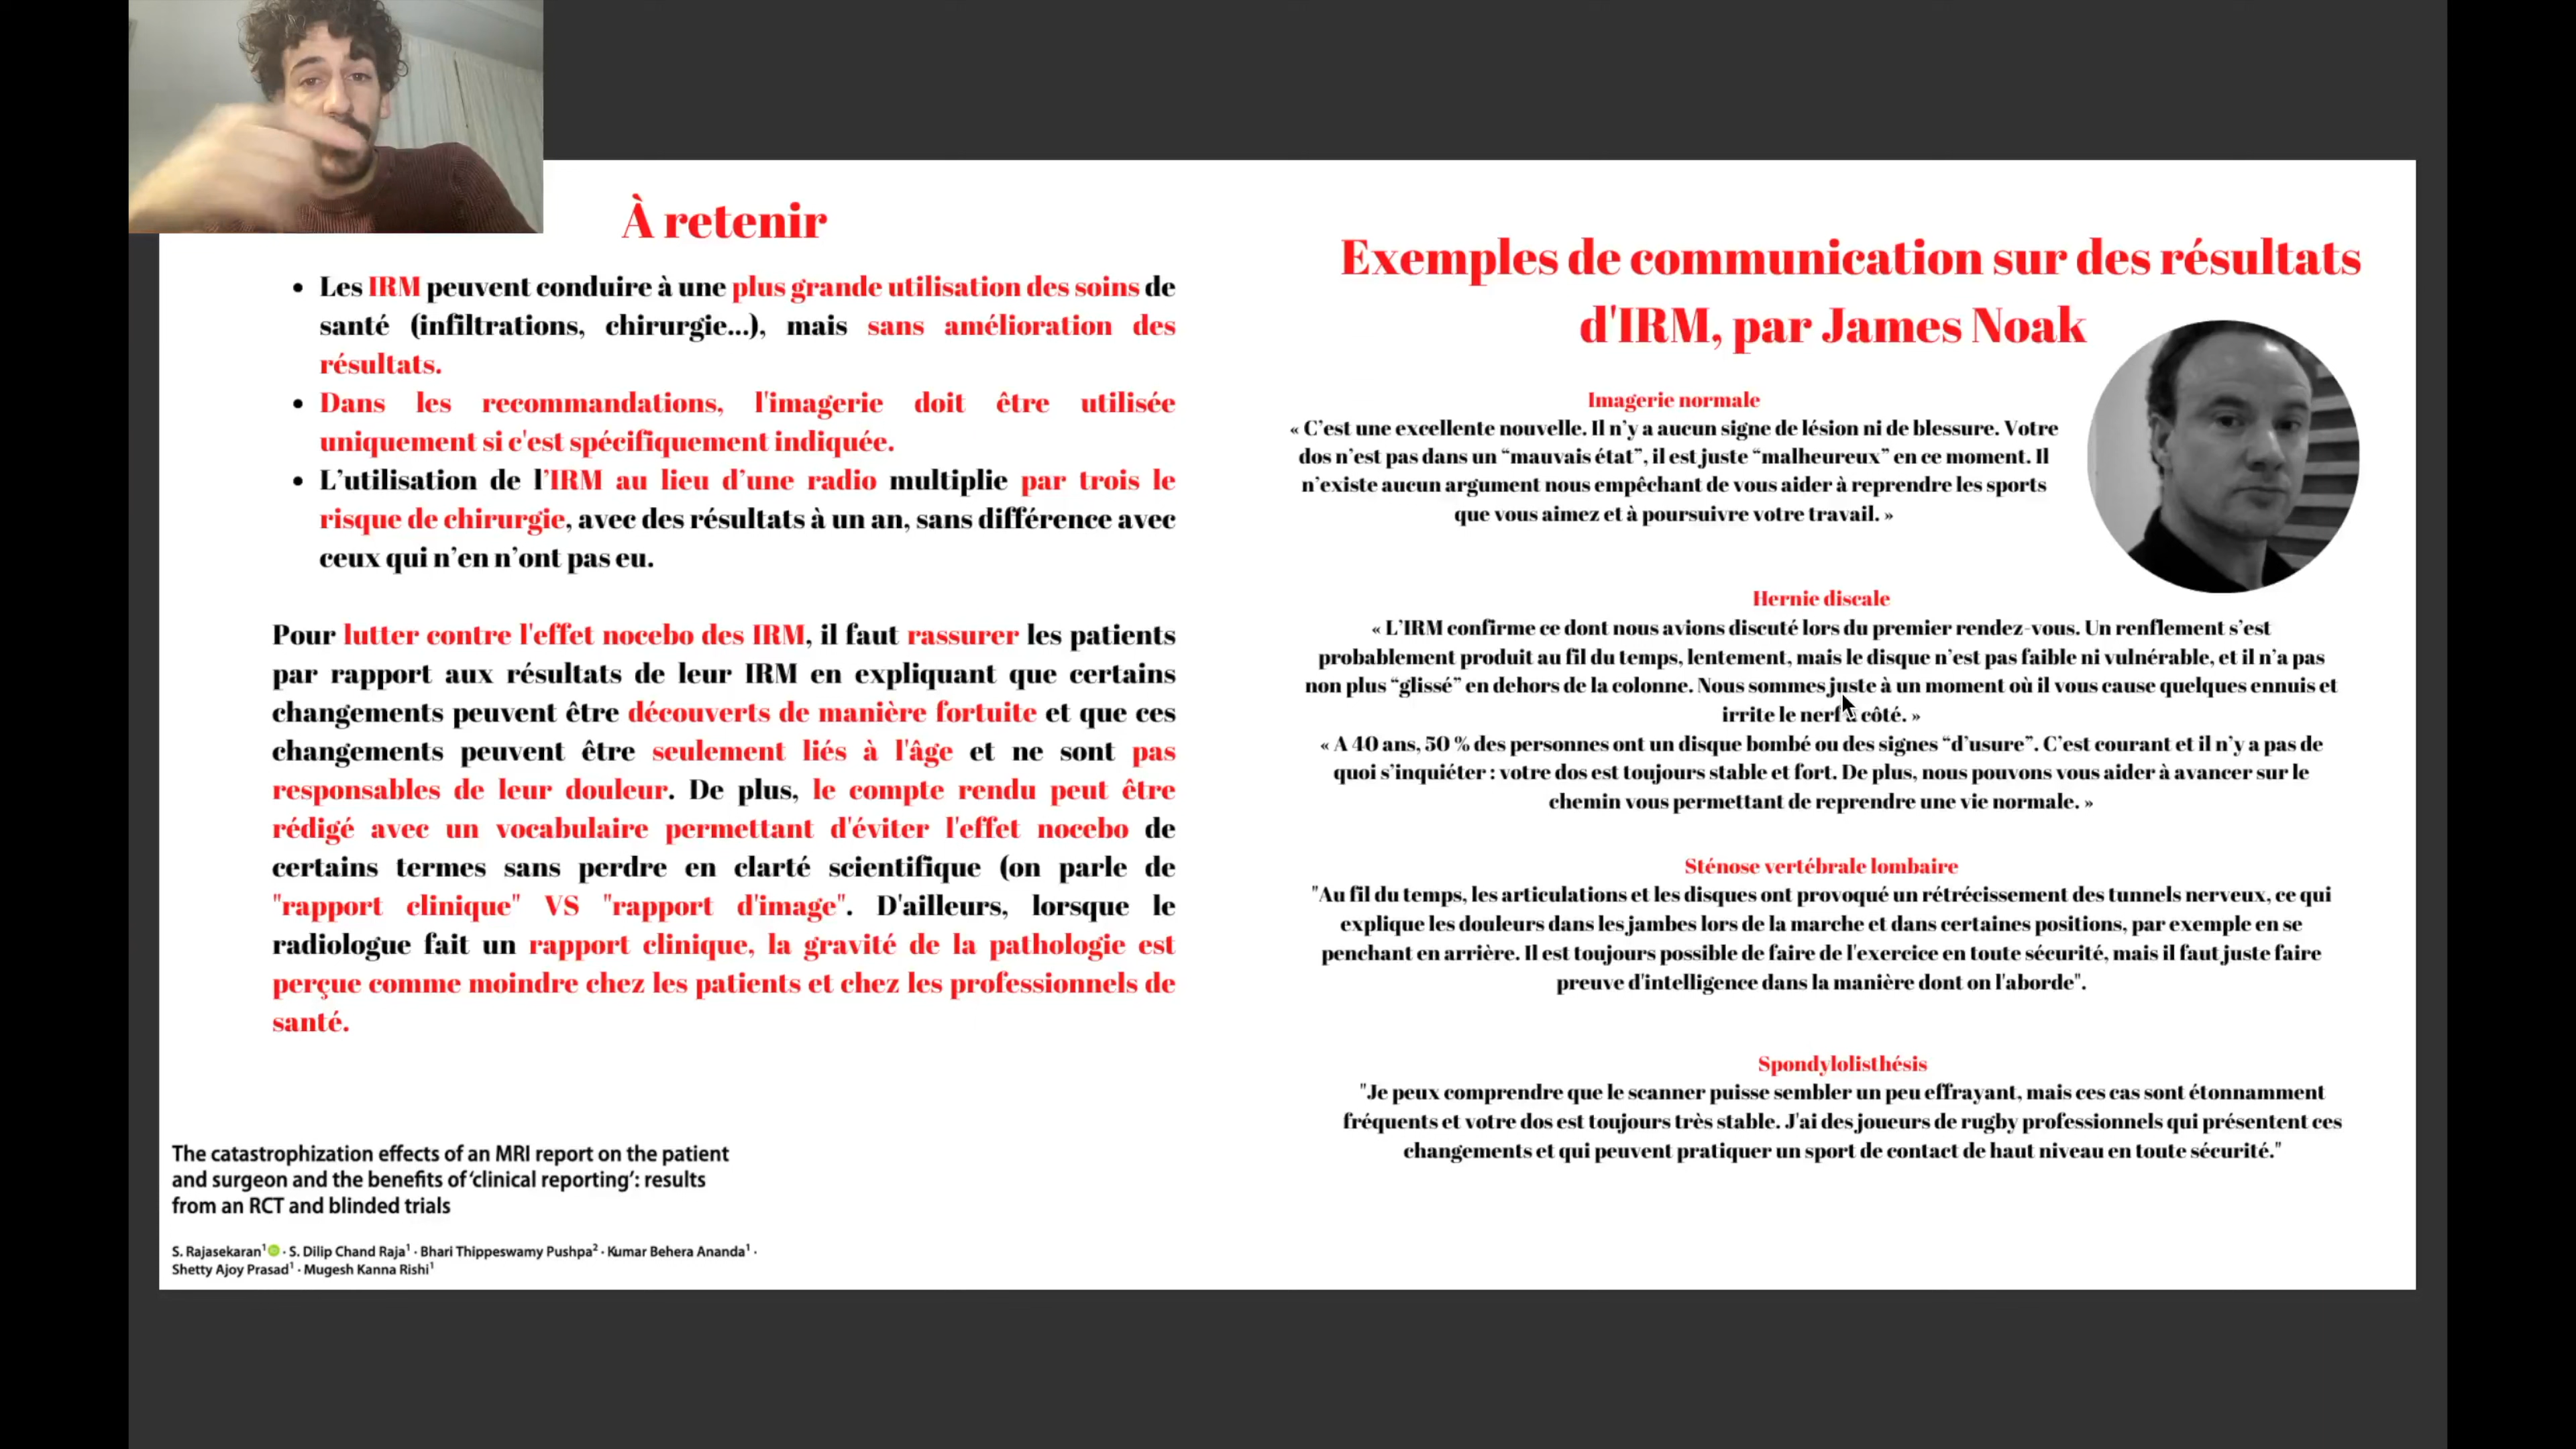 À retenir
• Les IRM peuvent conduire à une plus grande utilisation des soins de
santé (infiltrations, chirurgie...), mais sans amélioration des
résultats.
• Dans les recommandations, l'imagerie doit être utilisée
uniquement si c'est spécifiquement indiquée.
• L’utilisation de l’IRM au lieu d’une radio multiplie par trois le
risque de chirurgie, avec des résultats à un an, sans différence avec
ceux qui n’en n’ont pas eu.
Pour lutter contre l'effet nocebo des IRM, il faut rassurer les patients
par rapport aux résultats de leur IRM en expliquant que certains
changements peuvent être découverts de manière fortuite et que ces
changements peuvent être seulement liés à l'âge et ne sont pas
responsables de leur douleur. De plus, le compte rendu peut être
rédigé avec un vocabulaire permettant d'éviter l'effet nocebo de
certains termes sans perdre en clarté scientifique (on parle de
"rapport clinique" VS "rapport d'image". D'ailleurs, lorsque le
radiologue fait un rapport clinique, la gravité de la pathologie est
perçue comme moindre chez les patients et chez les professionnels de
santé.
The catastrophization effects of an MRI report on the patient
and surgeon and the benefits of ‘clinical reporting’: results
from an RCT and blinded trials
S. Rajasekaran¹ · S. Dilip Chand Raja¹ · Bhari Thippeswamy Pushpa² · Kumar Behera Ananda¹ ·
Shetty Ajoy Prasad¹ · Mugesh Kanna Rishi¹
Exemples de communication sur des résultats
d'IRM, par James Noak
Imagerie normale
« C’est une excellente nouvelle. Il n’y a aucun signe de lésion ni de blessure. Votre
dos n’est pas dans un “mauvais état”, il est juste “malheureux” en ce moment. Il
n’existe aucun argument nous empêchant de vous aider à reprendre les sports
que vous aimez et à poursuivre votre travail. »
Hernie discale
« L’IRM confirme ce dont nous avions discuté lors du premier rendez-vous. Un renflement s’est
probablement produit au fil du temps, lentement, mais le disque n’est pas faible ni vulnérable, et il n’a pas
non plus “glissé” en dehors de la colonne. Nous sommes juste à un moment où il vous cause quelques ennuis et
irrite le nerf à côté. »
« A 40 ans, 50 % des personnes ont un disque bombé ou des signes “d’usure”. C’est courant et il n’y a pas de
quoi s’inquiéter : votre dos est toujours stable et fort. De plus, nous pouvons vous aider à avancer sur le
chemin vous permettant de reprendre une vie normale. »
Sténose vertébrale lombaire
"Au fil du temps, les articulations et les disques ont provoqué un rétrécissement des tunnels nerveux, ce qui
explique les douleurs dans les jambes lors de la marche et dans certaines positions, par exemple en se
penchant en arrière. Il est toujours possible de faire de l'exercice en toute sécurité, mais il faut juste faire
preuve d'intelligence dans la manière dont on l'aborde".
Spondylolisthésis
"Je peux comprendre que le scanner puisse sembler un peu effrayant, mais ces cas sont étonnamment
fréquents et votre dos est toujours très stable. J'ai des joueurs de rugby professionnels qui présentent ces
changements et qui peuvent pratiquer un sport de contact de haut niveau en toute sécurité."